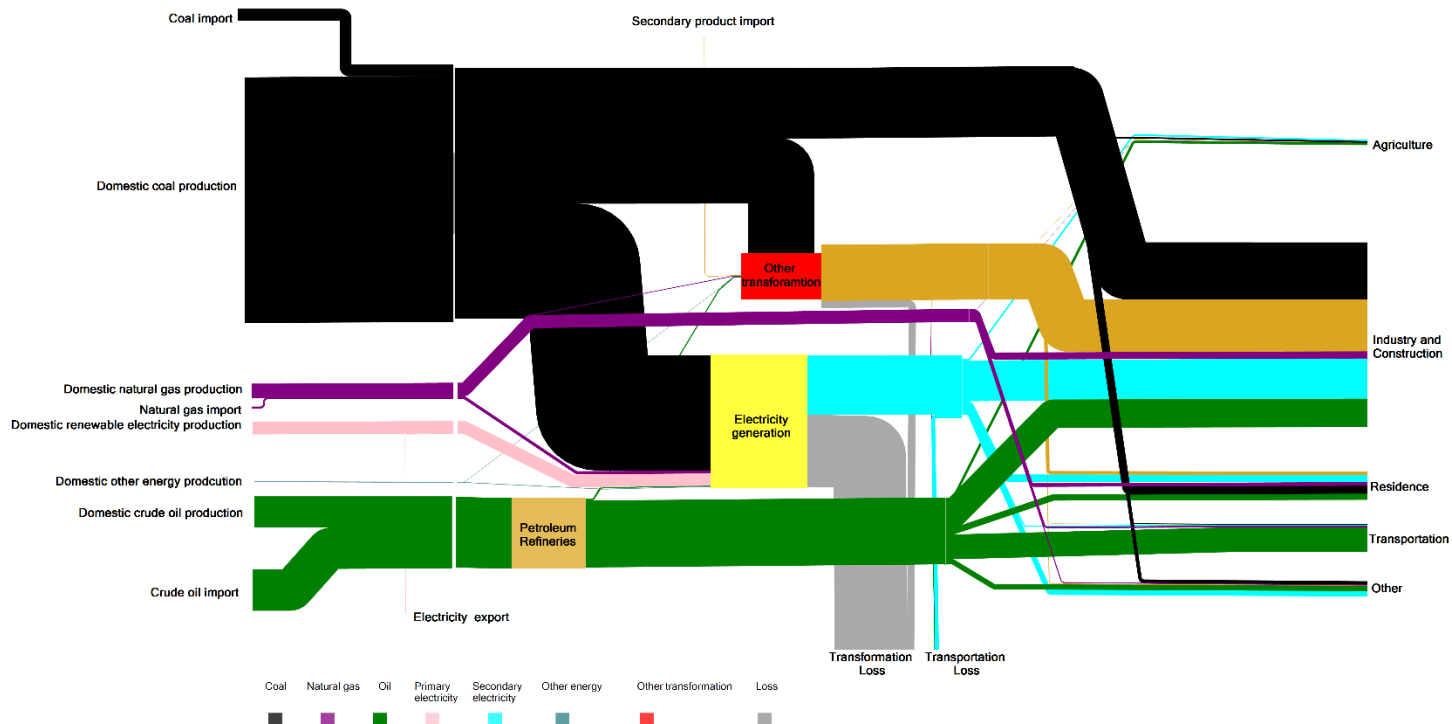 Coal import
Secondary product import
Agriculture
Domestic coal production
Other
transforamtion
Industry and
Construction
Domestic natural gas production
Natural gas import
Domestic renewable electricity production
Electricity
generation
Domestic other energy prodcution
Residence
Domestic crude oil production
Petroleum
Refineries
Transportation
Crude oil import
Other
Electricity export
Transformation
Loss
Transportation
Loss
Coal
Natural gas
Oil
Primary
electricity
Secondary
electricity
Other energy
Other transformation
Loss